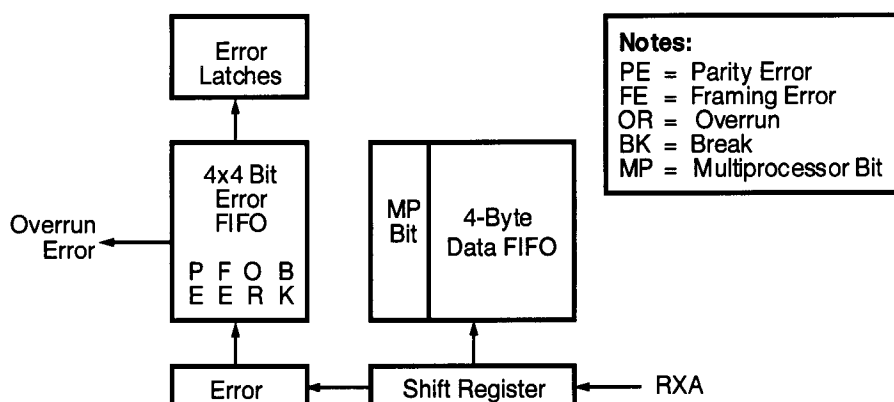 Error
Latches
Notes:
PE = Parity Error
FE = Framing Error
OR = Overrun
BK = Break
MP = Multiprocessor Bit
4x4 Bit
Error
FIFO
P F O B
E E R K
Overrun
Error
MP
Bit
4-Byte
Data FIFO
Error
Shift Register
RXA